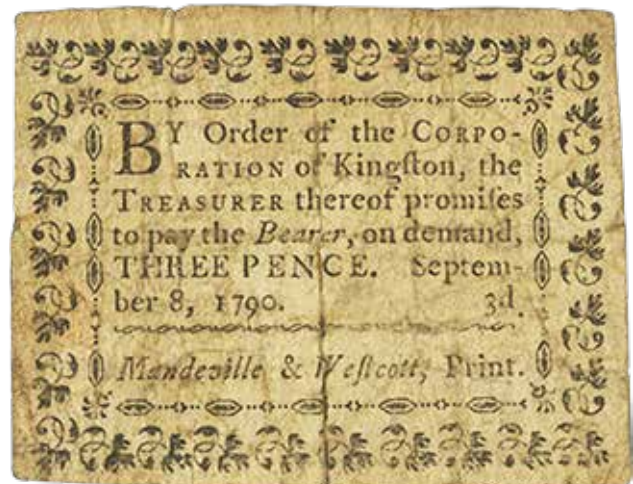 BY Order of the CORPO-
RATION of Kingſton, the
TREASURER thereof promiſes
to pay the Bearer, on demand,
THREE PENCE. Septem-
ber 8, 1790. 3d.
Mandeville & Weſtcott, Print.